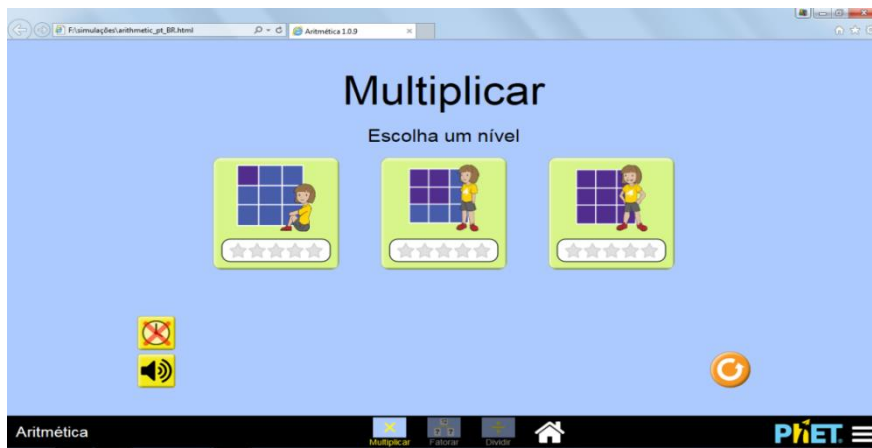 F:\simulações\arithmetic_pt_BR.html
Aritmética 1.0.9
Multiplicar
Escolha um nível
Aritmética
Multiplicar
Fatorar
Dividir
PhET